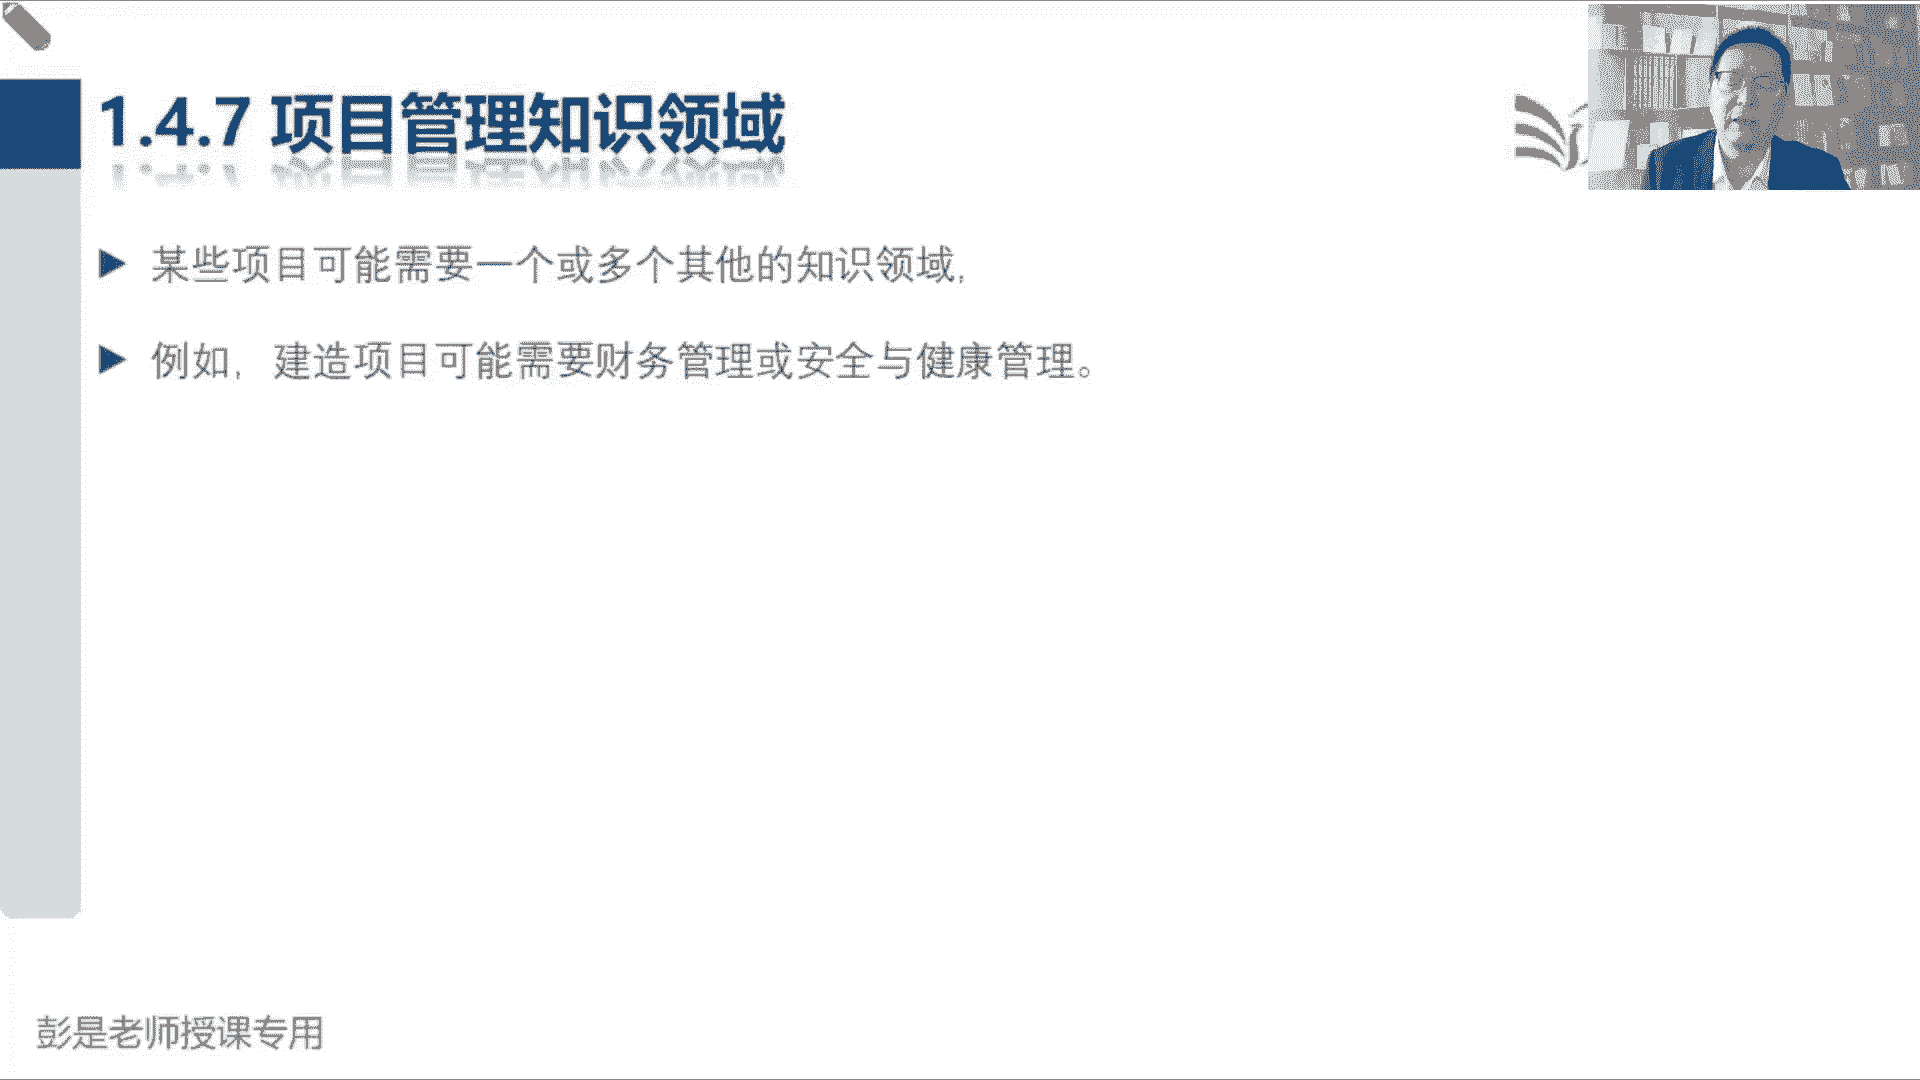 1.4.7 项目管理知识领域
某些项目可能需要一个或多个其他的知识领域,
例如,建造项目可能需要财务管理或安全与健康管理。
彭是老师授课专用